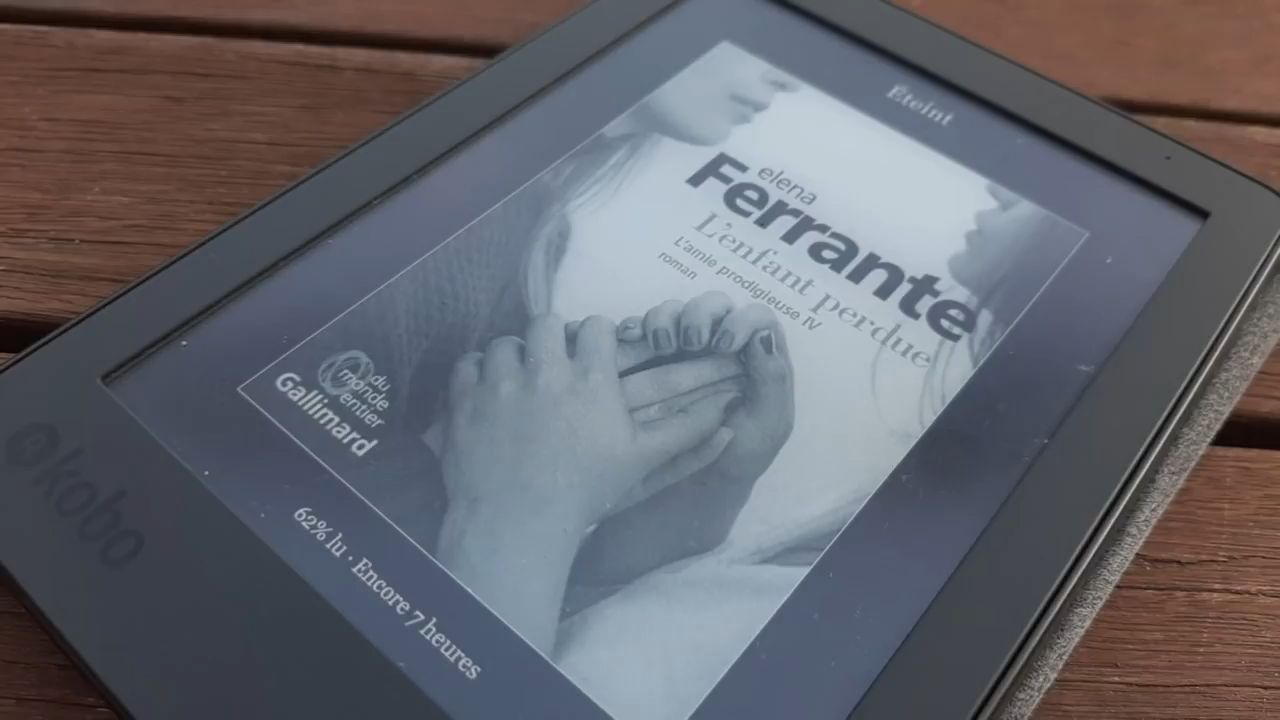 Éteint
elena
Ferrante
L'enfant perdue
L'amie prodigieuse IV
roman
du
monde
entier
Gallimard
62% lu · Encore 7 heures
kobo